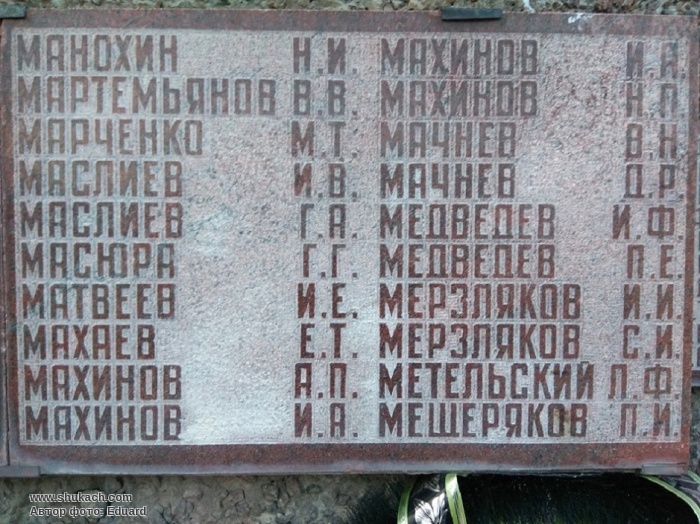 МАНОХИН Н.И.
МАРТЕМЬЯНОВ В.В.
МАРЧЕНКО М.Т.
МАСЛИЕВ И.В.
МАСЛИЕВ Г.А.
МАСЮРА Г.Г.
МАТВЕЕВ И.Е.
МАХАЕВ Е.Т.
МАХИНОВ А.П.
МАХИНОВ И.А.
МАХИНОВ И.А.
МАХИНОВ Н.П.
МАЧНЕВ В.Н.
МАЧНЕВ Д.Р.
МЕДВЕДЕВ И.Ф.
МЕДВЕДЕВ П.Е.
МЕРЗЛЯКОВ И.И.
МЕРЗЛЯКОВ С.И.
МЕТЕЛЬСКИЙ П.Ф.
МЕЩЕРЯКОВ П.И.
www.shukach.com
Автор фото: Eduard